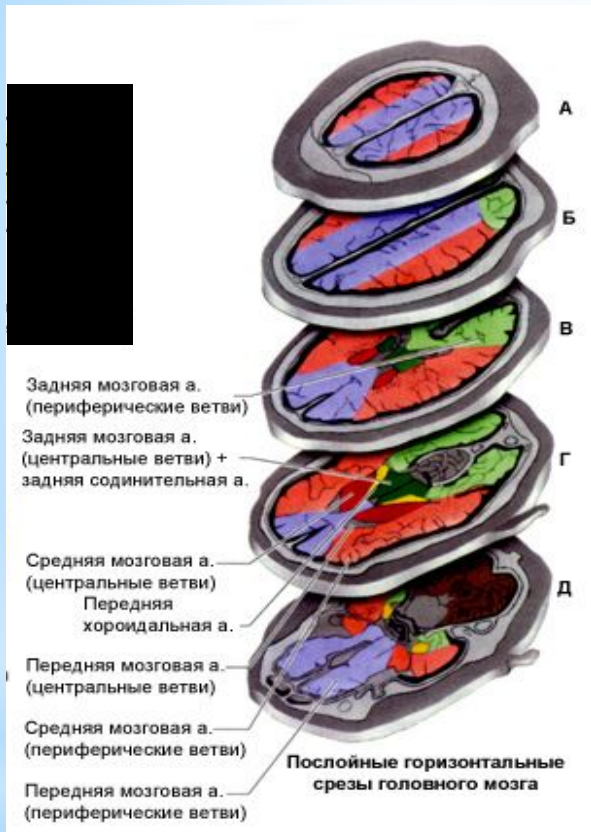 А
Б
В
Задняя мозговая а.
(периферические ветви)
Задняя мозговая а.
(центральные ветви) +
задняя содинительная а.
Г
Средняя мозговая а.
(центральные ветви)
Передняя
хороидальная а.
Д
Передняя мозговая а.
(центральные ветви)
Средняя мозговая а.
(периферические ветви)
Передняя мозговая а.
(периферические ветви)
Послойные горизонтальные
срезы головного мозга